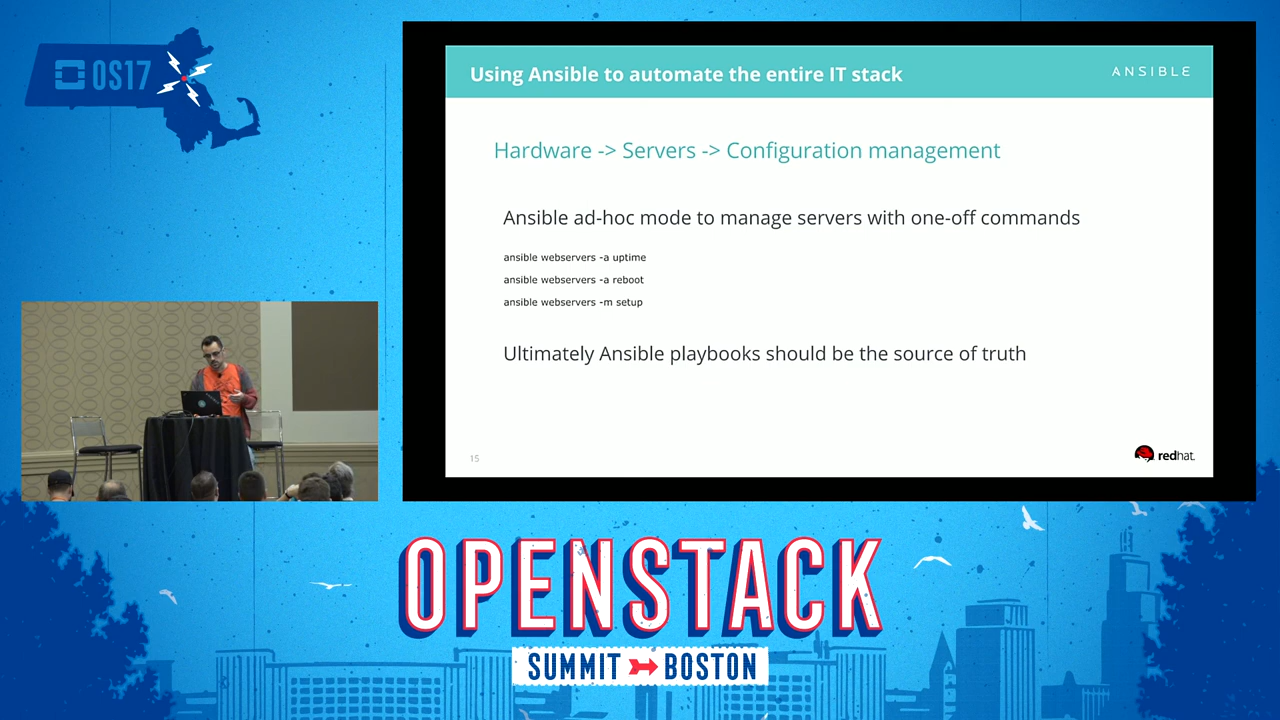 OS17
Using Ansible to automate the entire IT stack
ANSIBLE
Hardware -> Servers -> Configuration management
Ansible ad-hoc mode to manage servers with one-off commands
ansible webservers -a uptime
ansible webservers -a reboot
ansible webservers -m setup
Ultimately Ansible playbooks should be the source of truth
15
redhat.
OPENSTACK
SUMMIT BOSTON